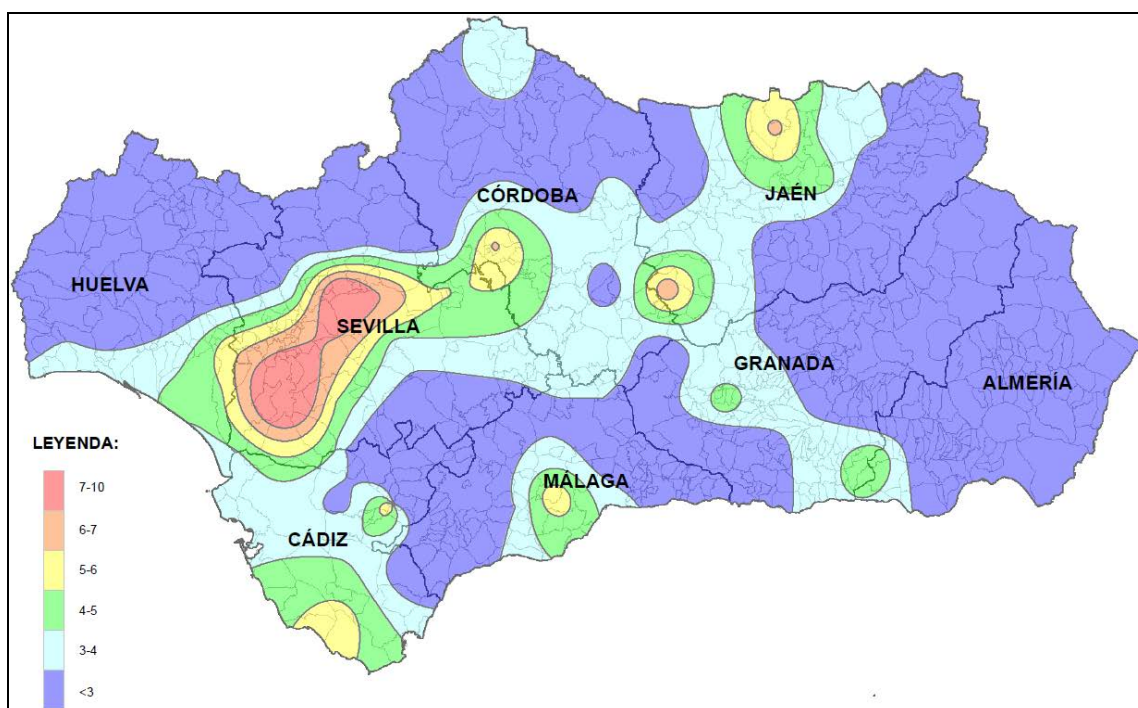 CÓRDOBA
JAÉN
HUELVA
SEVILLA
GRANADA
ALMERÍA
LEYENDA:
MÁLAGA
7-10
6-7
CÁDIZ
5-6
4-5
3-4
<3